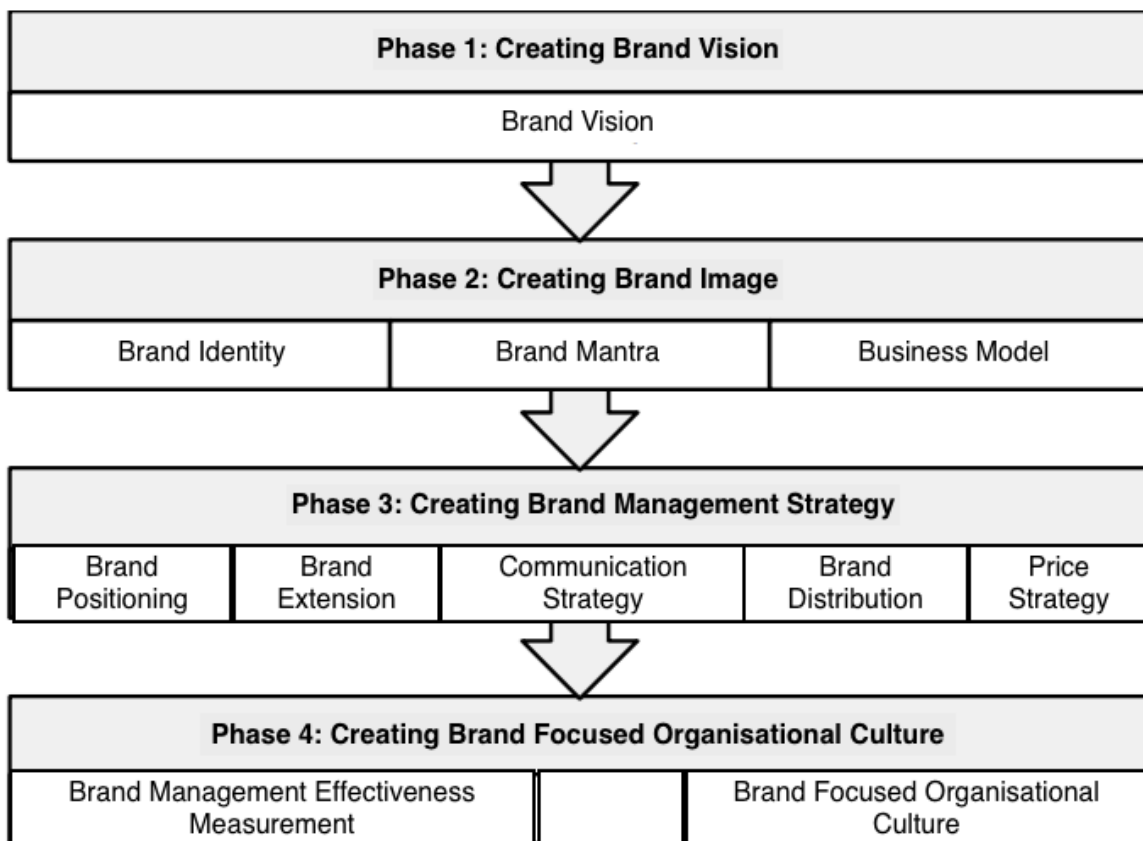 Phase 1: Creating Brand Vision
Brand Vision
Phase 2: Creating Brand Image
Brand Identity
Brand Mantra
Business Model
Phase 3: Creating Brand Management Strategy
Brand
Positioning
Brand
Extension
Communication
Strategy
Brand
Distribution
Price
Strategy
Phase 4: Creating Brand Focused Organisational Culture
Brand Management Effectiveness
Measurement
Brand Focused Organisational
Culture